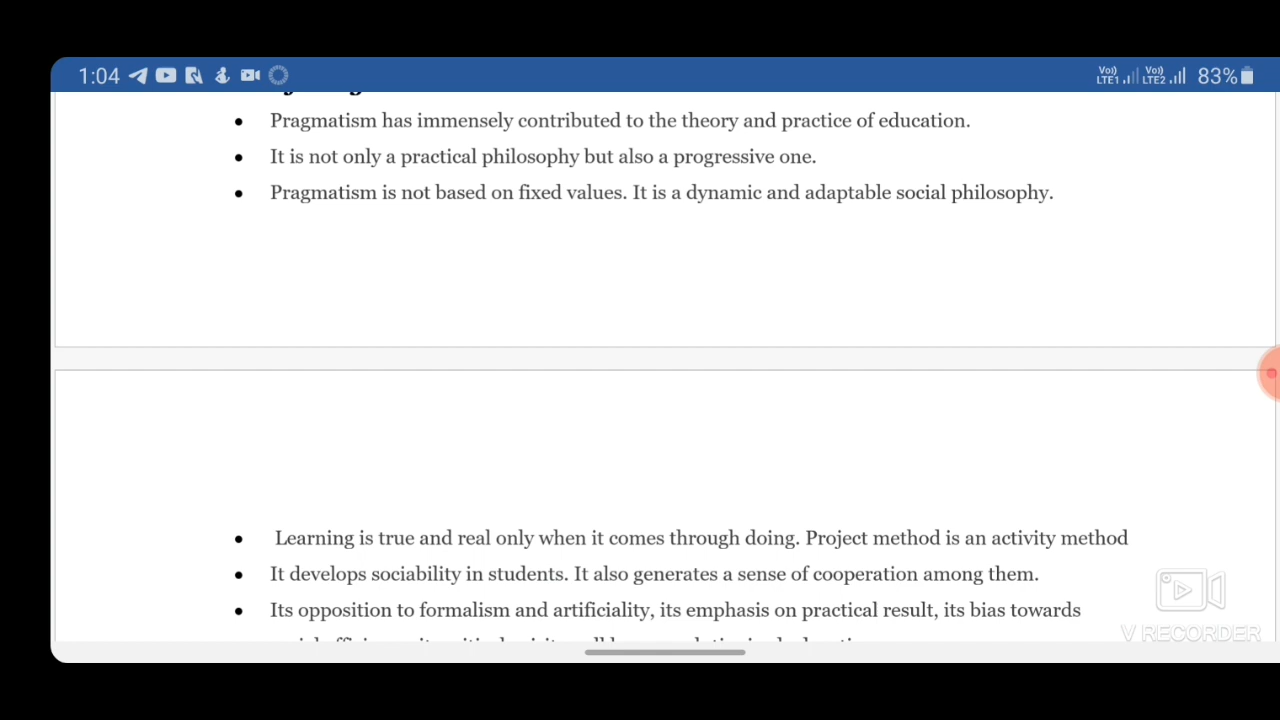 1:04
Vo)) LTE1 Vo)) LTE2 83%
• Pragmatism has immensely contributed to the theory and practice of education.
• It is not only a practical philosophy but also a progressive one.
• Pragmatism is not based on fixed values. It is a dynamic and adaptable social philosophy.
• Learning is true and real only when it comes through doing. Project method is an activity method
• It develops sociability in students. It also generates a sense of cooperation among them.
• Its opposition to formalism and artificiality, its emphasis on practical result, its bias towards
V RECORDER